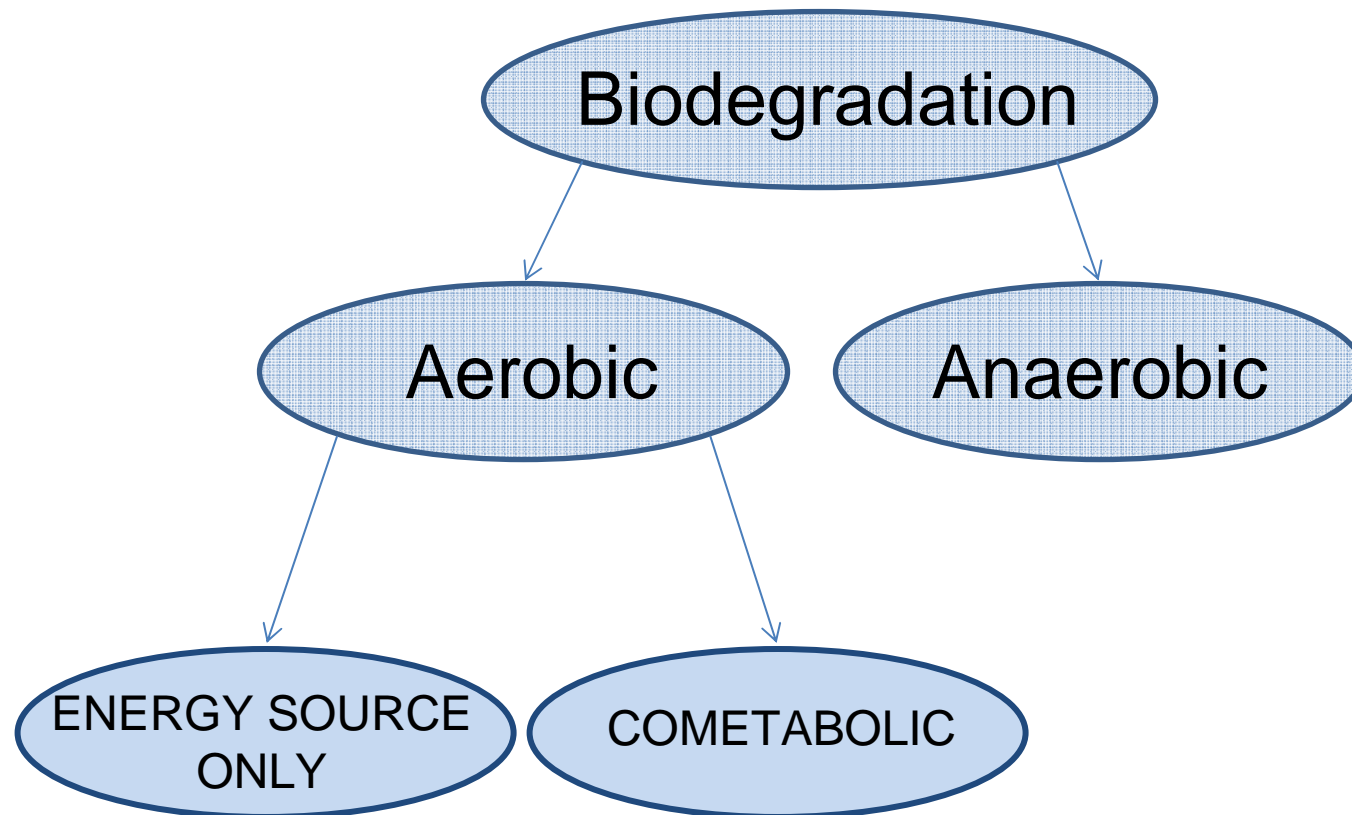 Biodegradation
Aerobic
Anaerobic
ENERGY SOURCE
ONLY
COMETABOLIC